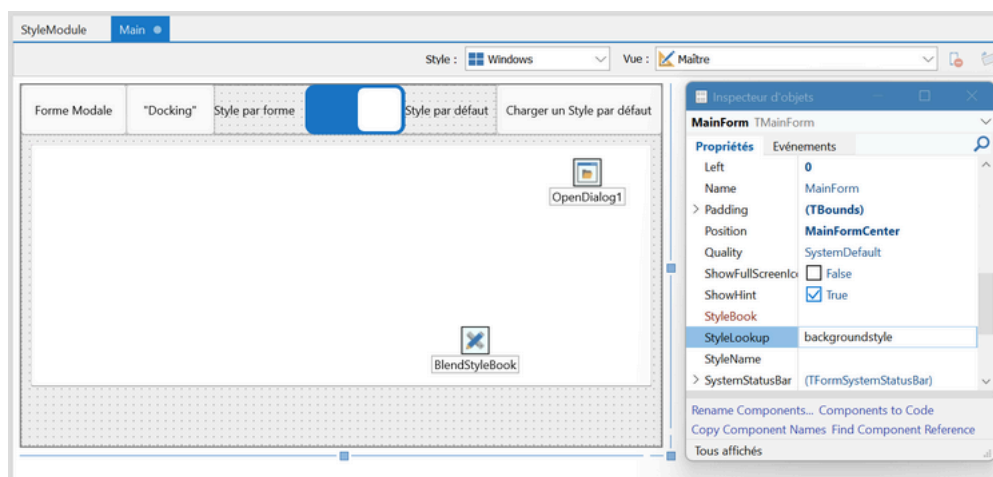 StyleModule Main
Style : Windows Vue : Maître
Forme Modale "Docking" Style par forme Style par défaut Charger un Style par défaut
OpenDialog1
BlendStyleBook
Inspecteur d'objets
MainForm TMainForm
Propriétés Evénements
Left 0
Name MainForm
Padding (TBounds)
Position MainFormCenter
Quality SystemDefault
ShowFullScreenIc False
ShowHint True
StyleBook
StyleLookup backgroundstyle
StyleName
SystemStatusBar (TFormSystemStatusBar)
Rename Components... Components to Code
Copy Component Names Find Component Reference
Tous affichés